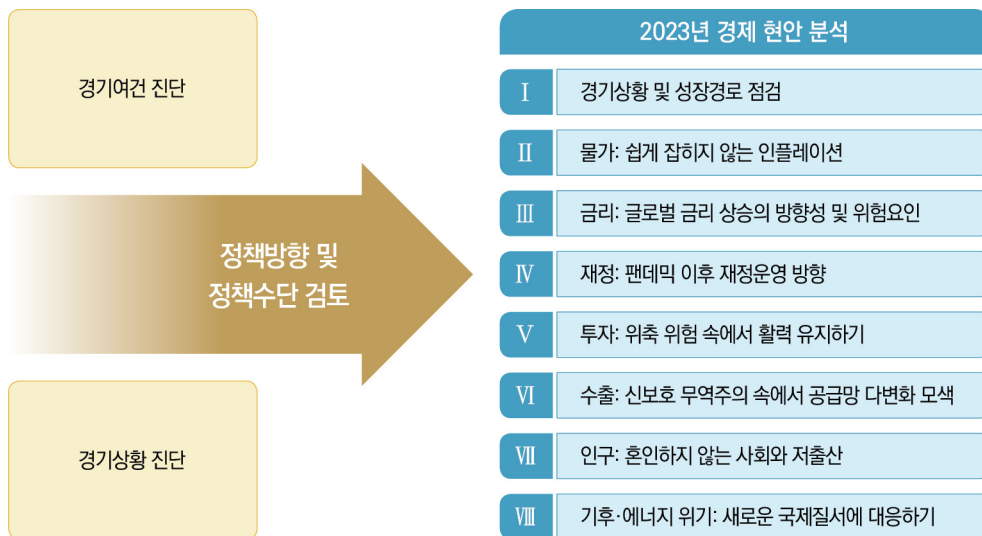 경기여건 진단
정책방향 및
정책수단 검토
경기상황 진단
2023년 경제 현안 분석
Ⅰ 경기상황 및 성장경로 점검
Ⅱ 물가: 쉽게 잡히지 않는 인플레이션
Ⅲ 금리: 글로벌 금리 상승의 방향성 및 위험요인
Ⅳ 재정: 팬데믹 이후 재정운영 방향
Ⅴ 투자: 위축 위험 속에서 활력 유지하기
Ⅵ 수출: 신보호 무역주의 속에서 공급망 다변화 모색
Ⅶ 인구: 혼인하지 않는 사회와 저출산
Ⅷ 기후·에너지 위기: 새로운 국제질서에 대응하기